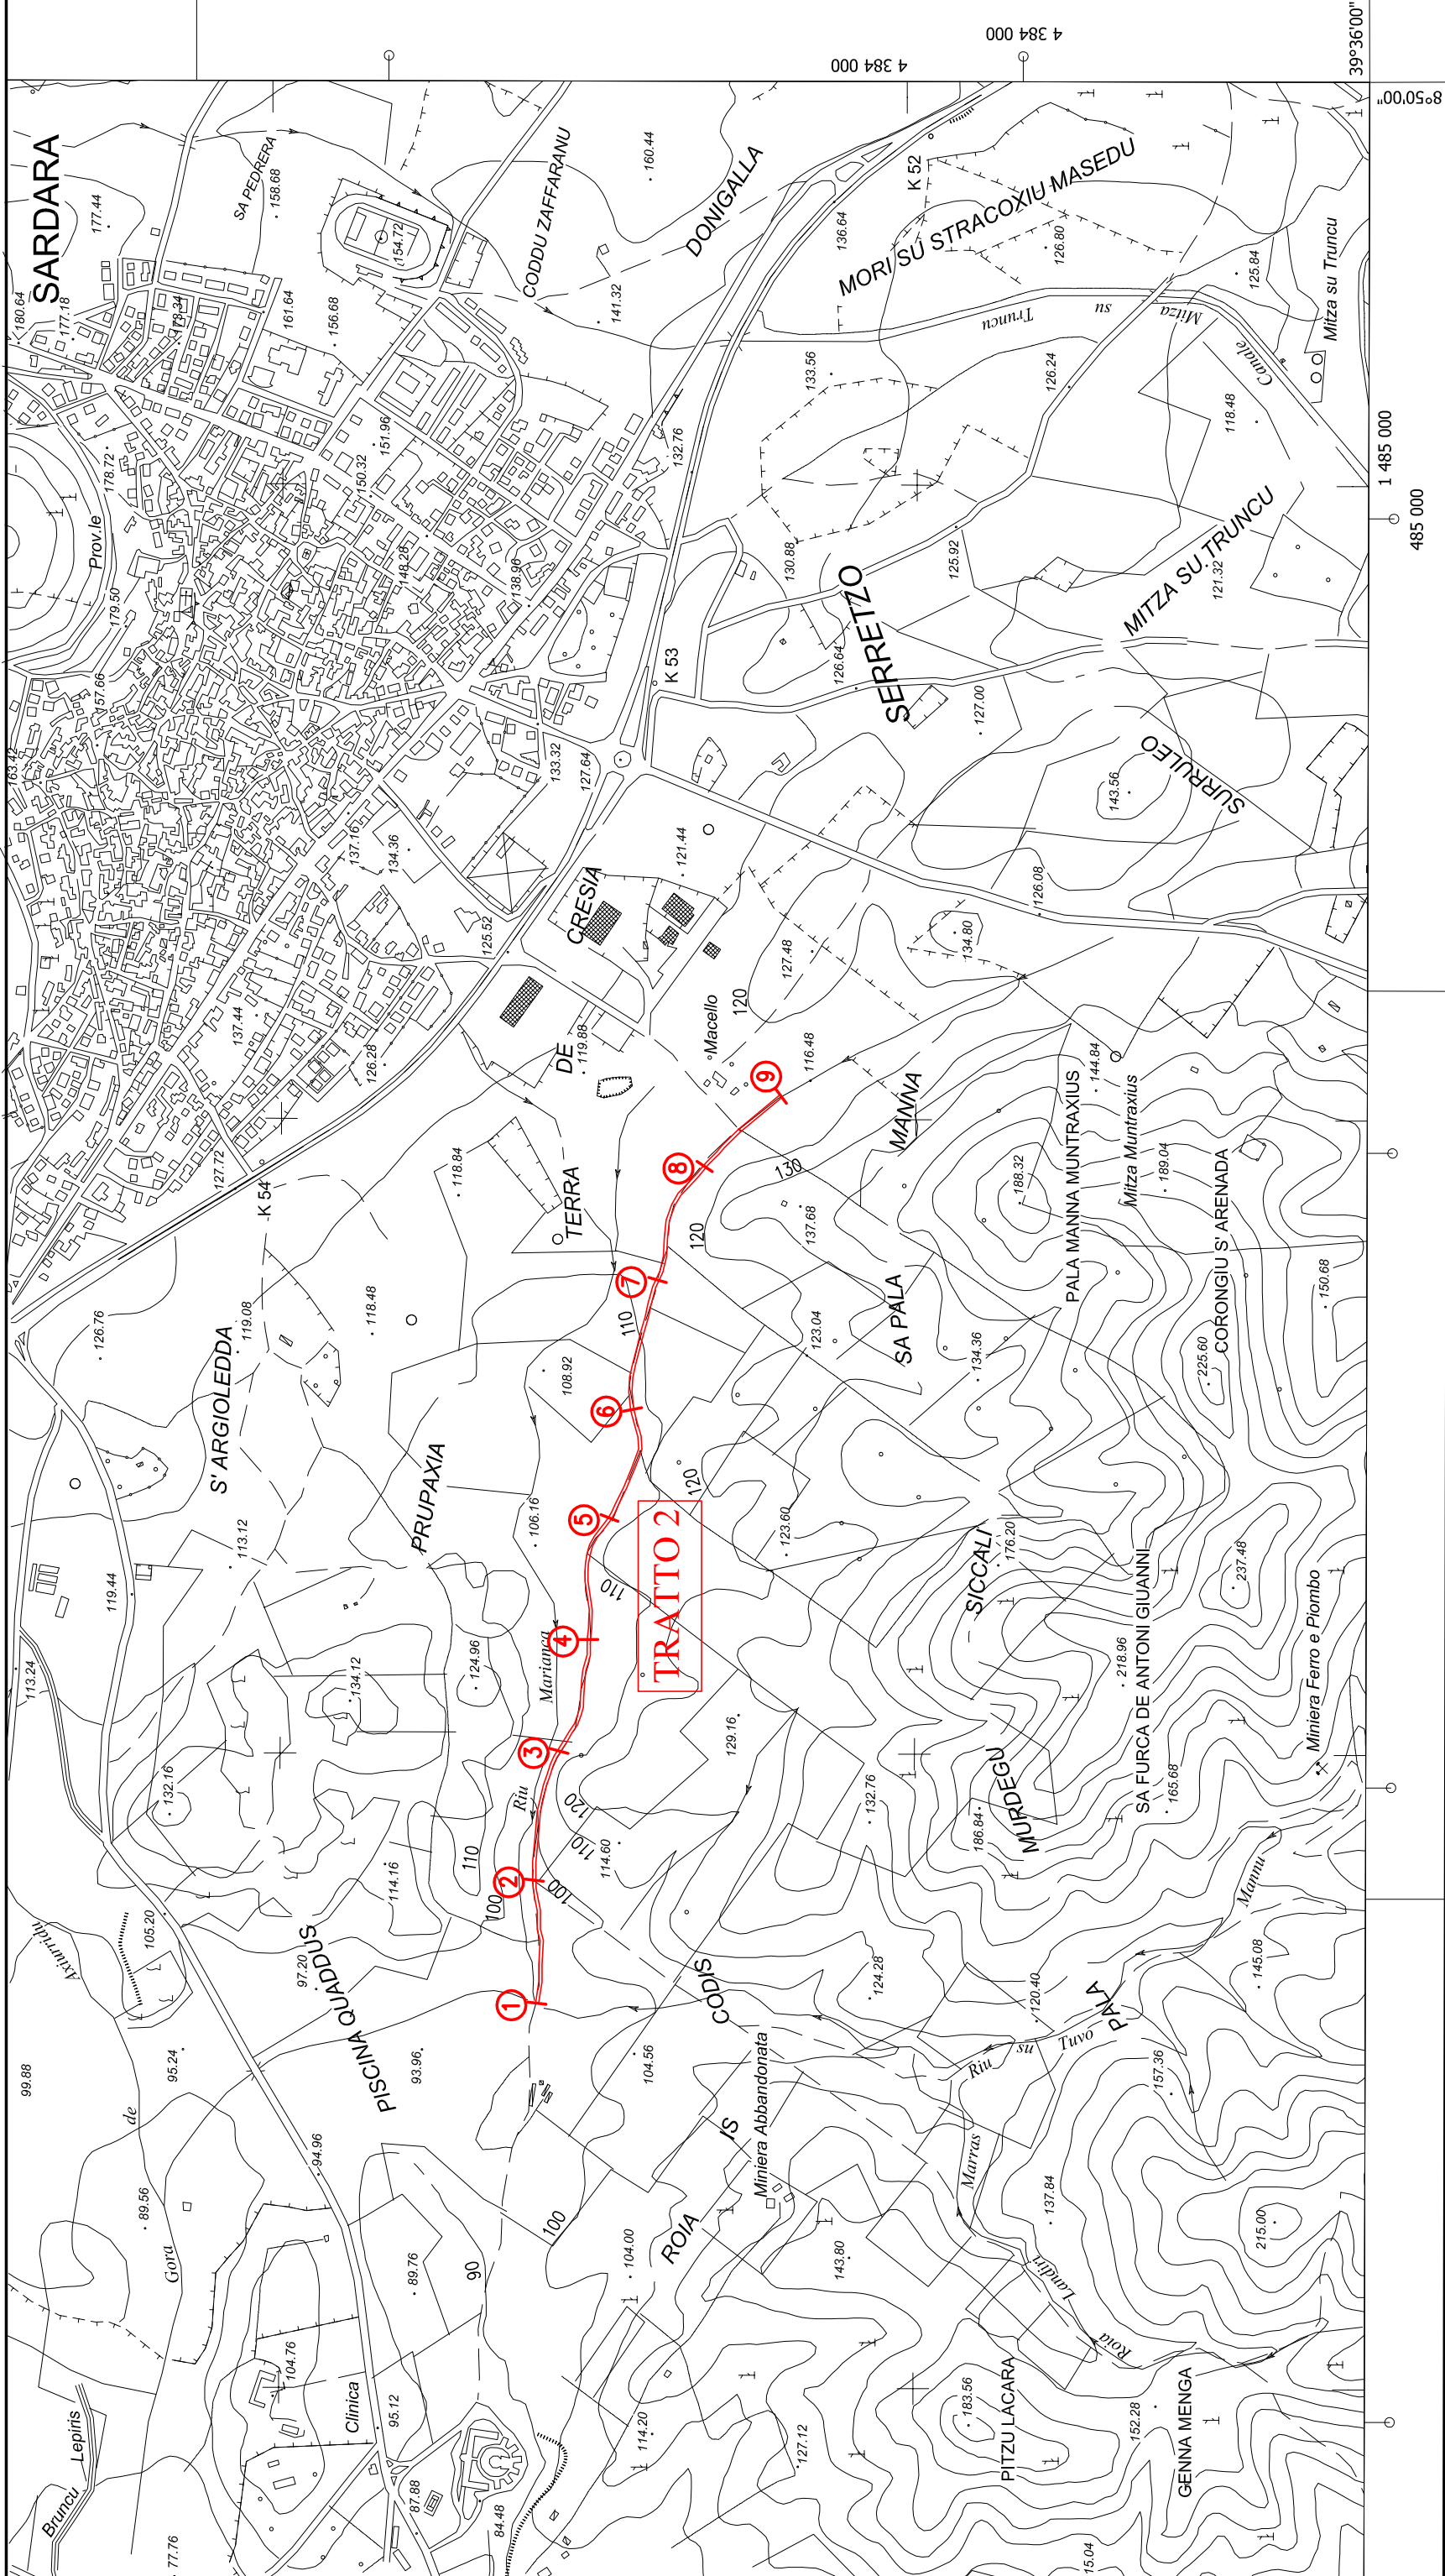 SARDARA
180.64
177.18
177.44
173.34
SA PEDRERA
158.68
161.64
156.68
154.72
CODDU ZAFFARANU
160.44
DONIGALLA
141.32
136.64
K 52
MORI SU STRACOXIU MASEDU
126.80
125.84
Mitza su Truncu
4 384 000
4 384 000
39°36'00"
8°50'00"
Canale
Mitza
su
Truncu
133.56
126.24
118.48
132.76
151.96
150.32
178.72
Prov.le
179.50
148.28
138.96
1 485 000
485 000
130.88
125.92
121.32
MITZA SU TRUNCU
SERRETZO
126.64
127.00
K 53
163.42
157.66
133.32
127.64
137.16
134.36
121.44
143.56
SURRULEO
126.08
134.80
127.48
120
125.52
TERRA
DE
CRESIA
119.88
Macello
116.48
137.44
126.28
127.72
K 54
118.84
118.48
119.08
126.76
S' ARGIOLEDDA
PRUPAXIA
108.92
106.16
110
120
130
137.68
SA PALA
MANNA
123.04
134.36
188.32
PALA MANNA MUNTRAXIUS
144.84
Mitza Muntraxius
189.04
CORONGIU S' ARENADA
225.60
150.68
9
8
7
6
5
4
3
2
1
TRATTO 2
120
110
123.60
SICCALI
176.20
237.48
218.96
SA FURCA DE ANTONI GIUANNI
Miniera Ferro e Piombo
165.68
MURDEGU
186.84
132.76
129.16
113.12
119.44
113.24
134.12
124.96
132.16
Riu
Marianca
120
110
114.60
100
110
100
114.16
105.20
97.20
PISCINA QUADDUS
Axiurridu
de
Gora
99.88
95.24
93.96
94.96
89.56
89.76
CODIS
IS
ROIA
104.56
124.28
120.40
PALA
Mannu
145.08
Riu
su
Tuvo
157.36
Miniera Abbandonata
Marras
137.84
Landiri
Roia
143.80
104.00
100
90
215.00
104.76
Clinica
95.12
Lepiris
Bruncu
87.88
84.48
77.76
114.20
127.12
183.56
PITZU LACARA
152.28
GENNA MENGA
15.04